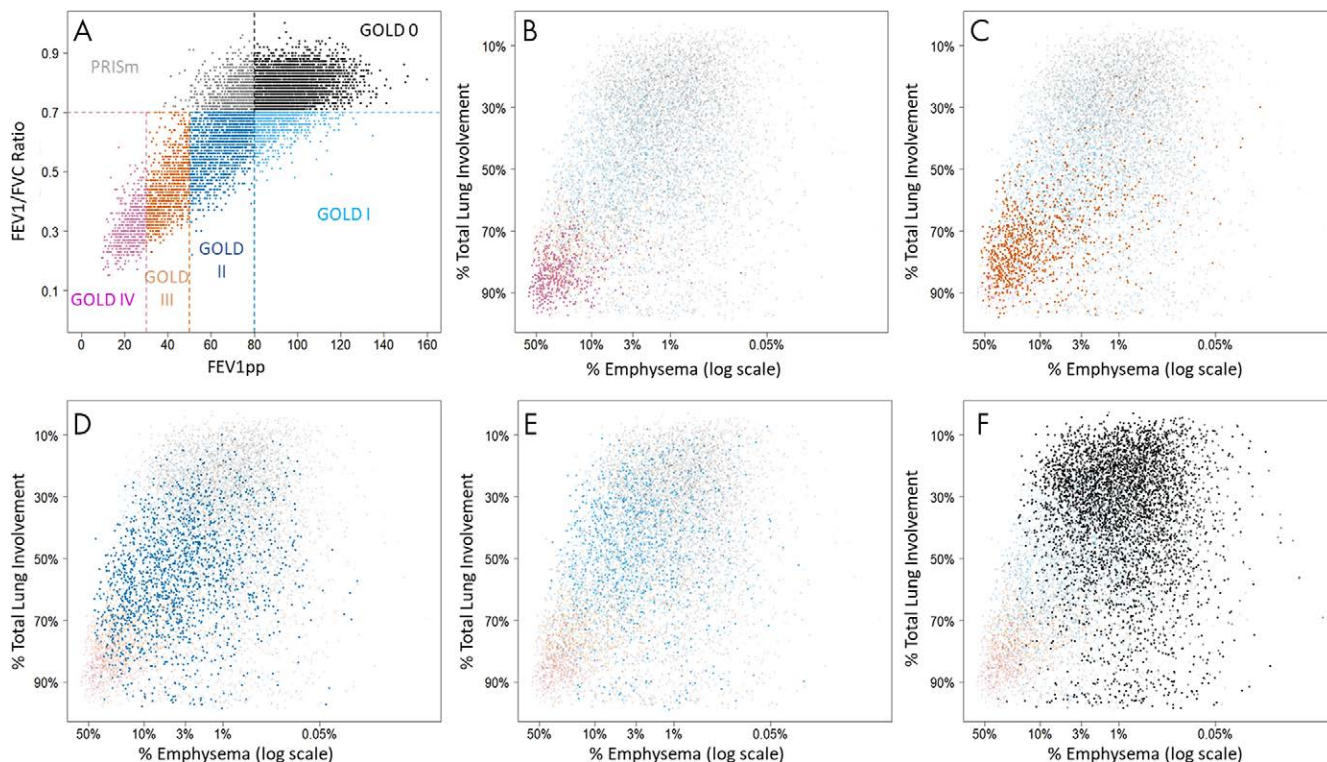 A
GOLD 0
PRISm
GOLD I
GOLD
II
GOLD
III
GOLD IV
FEV1/FVC Ratio
0.9
0.7
0.5
0.3
0.1
0 20 40 60 80 100 120 140 160
FEV1pp
B
% Total Lung Involvement
10%
30%
50%
70%
90%
50% 10% 3% 1% 0.05%
% Emphysema (log scale)
C
% Total Lung Involvement
10%
30%
50%
70%
90%
50% 10% 3% 1% 0.05%
% Emphysema (log scale)
D
% Total Lung Involvement
10%
30%
50%
70%
90%
50% 10% 3% 1% 0.05%
% Emphysema (log scale)
E
% Total Lung Involvement
10%
30%
50%
70%
90%
50% 10% 3% 1% 0.05%
% Emphysema (log scale)
F
% Total Lung Involvement
10%
30%
50%
70%
90%
50% 10% 3% 1% 0.05%
% Emphysema (log scale)